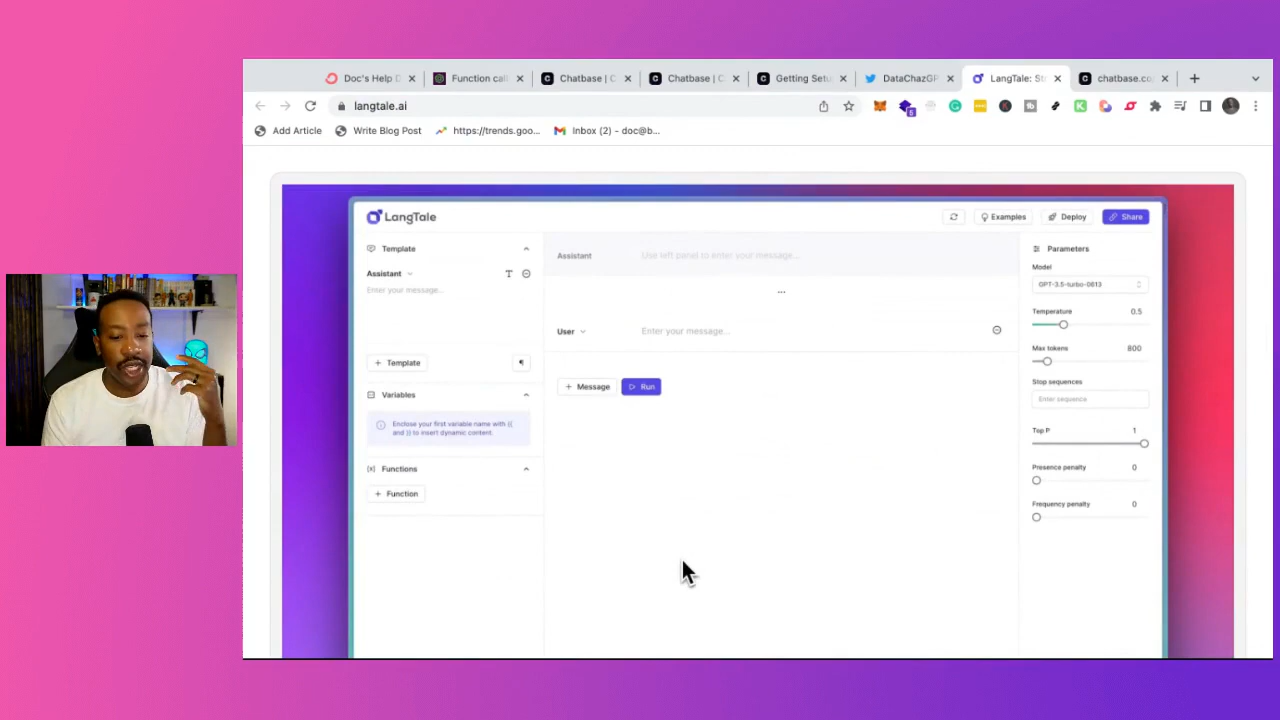 Doc's Help D
Function call
Chatbase | C
Chatbase | C
Getting Setu
DataChazGP
LangTale: St
chatbase.co
langtale.ai
5
Add Article
Write Blog Post
https://trends.goo...
Inbox (2) - doc@b...
LangTale
Examples
Deploy
Share
Template
Assistant
Enter your message...
+ Template
Variables
Enclose your first variable name with {{
and }} to insert dynamic content.
Functions
+ Function
Assistant
Use left panel to enter your message...
...
User
Enter your message...
+ Message
Run
Parameters
Model
GPT-3.5-turbo-0613
Temperature
0.5
Max tokens
800
Stop sequences
Enter sequence
Top P
1
Presence penalty
0
Frequency penalty
0